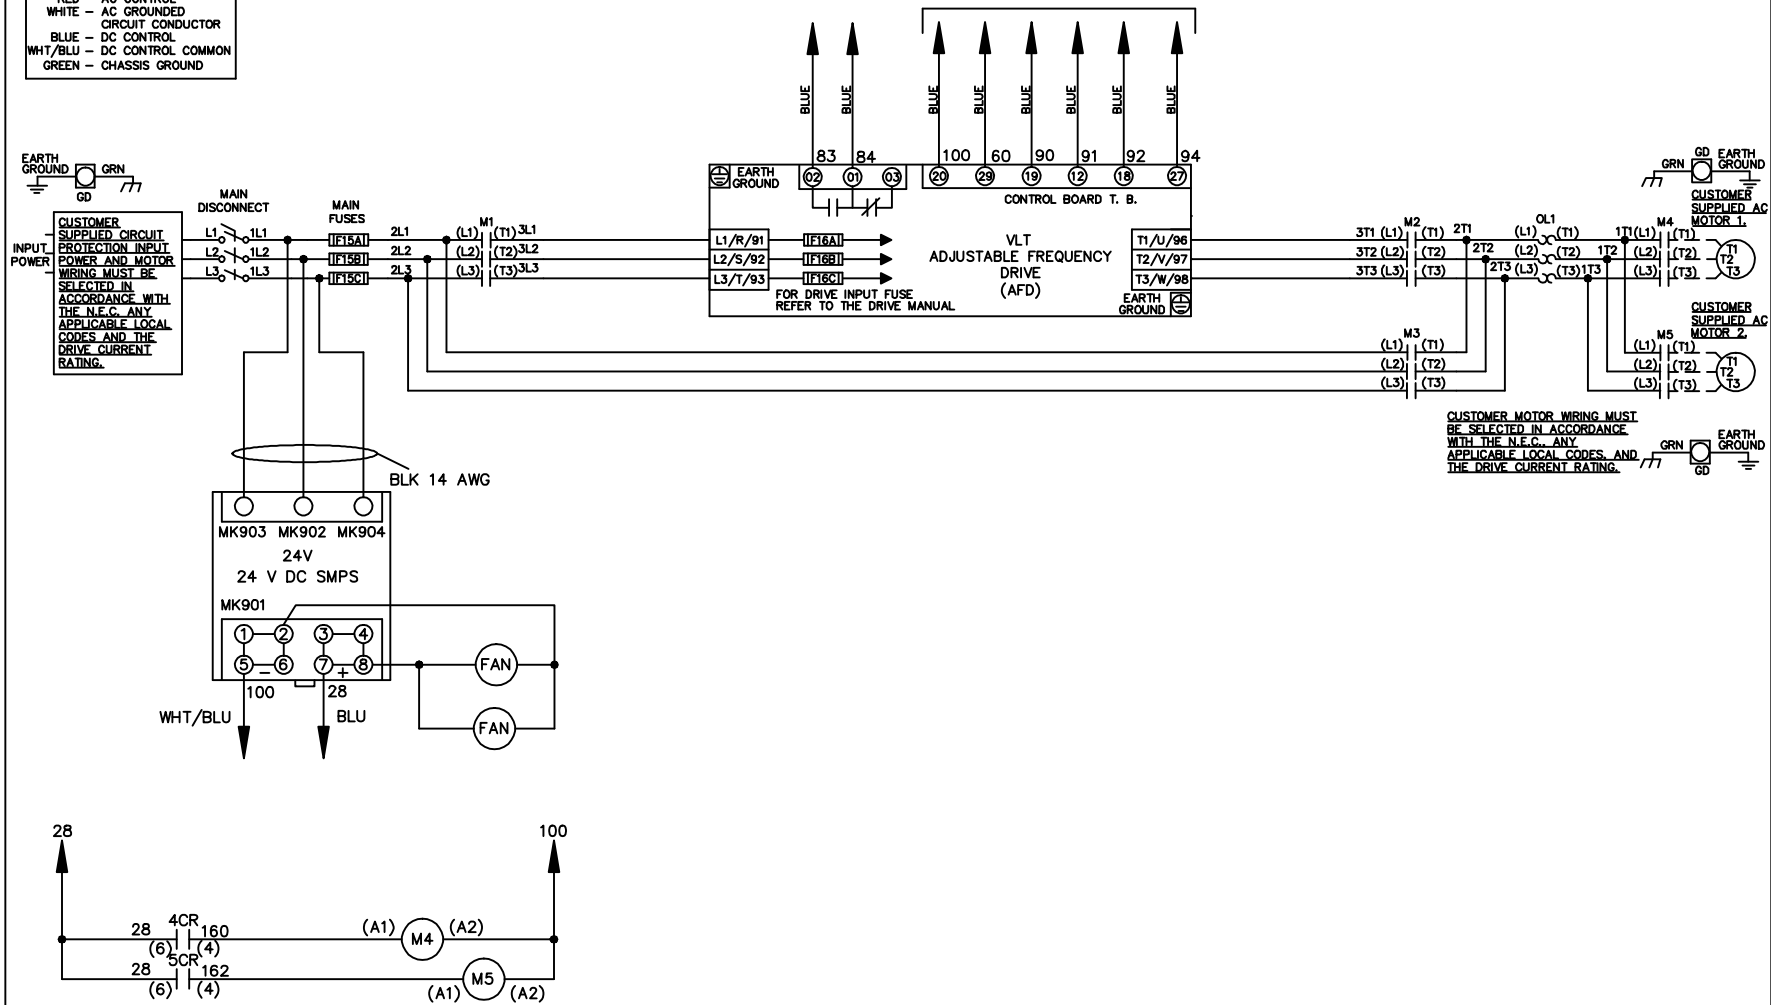 WHITE – AC GROUNDED
CIRCUIT CONDUCTOR
BLUE – DC CONTROL
WHT/BLU – DC CONTROL COMMON
GREEN – CHASSIS GROUND
BLUE BLUE BLUE BLUE BLUE BLUE BLUE BLUE
83 84 100 60 90 91 92 94
EARTH
GROUND
GRN
GD
EARTH
GROUND
02 01 03 20 29 19 12 18 27
CONTROL BOARD T. B.
GRN
GD
EARTH
GROUND
MAIN
DISCONNECT
MAIN
FUSES
INPUT
POWER
CUSTOMER
SUPPLIED CIRCUIT
PROTECTION INPUT
POWER AND MOTOR
WIRING MUST BE
SELECTED IN
ACCORDANCE WITH
THE N.E.C. ANY
APPLICABLE LOCAL
CODES AND THE
DRIVE CURRENT
RATING.
L1 1L1 F15A 2L1 (L1) M1 (T1) 3L1
L2 1L2 F15B 2L2 (L2) (T2) 3L2
L3 1L3 F15C 2L3 (L3) (T3) 3L3
L1/R/91 F16A
L2/S/92 F16B
L3/T/93 F16C
FOR DRIVE INPUT FUSE
REFER TO THE DRIVE MANUAL
VLT
ADJUSTABLE FREQUENCY
DRIVE
(AFD)
T1/U/96
T2/V/97
T3/W/98
EARTH
GROUND
M2 OL1 M4
3T1 (L1) (T1) 2T1 (L1) (T1) 1T1 (L1) (T1)
3T2 (L2) (T2) 2T2 (L2) (T2) 1T2 (L2) (T2)
3T3 (L3) (T3) 2T3 (L3) (T3) 1T3 (L3) (T3)
CUSTOMER
SUPPLIED AC
MOTOR 1.
T1
T2
T3
M3
(L1) (T1)
(L2) (T2)
(L3) (T3)
CUSTOMER
SUPPLIED AC
MOTOR 2.
M5
(L1) (T1)
(L2) (T2)
(L3) (T3)
T1
T2
T3
CUSTOMER MOTOR WIRING MUST
BE SELECTED IN ACCORDANCE
WITH THE N.E.C., ANY
APPLICABLE LOCAL CODES, AND
THE DRIVE CURRENT RATING.
GRN
GD
EARTH
GROUND
BLK 14 AWG
MK903 MK902 MK904
24V
24 V DC SMPS
MK901
1 2 3 4
5 – 6 7 + 8
100 28
WHT/BLU BLU
FAN
FAN
28 100
28 4CR 160 (A1) M4 (A2)
(6) (4)
28 5CR 162 M5
(6) (4) (A1) (A2)